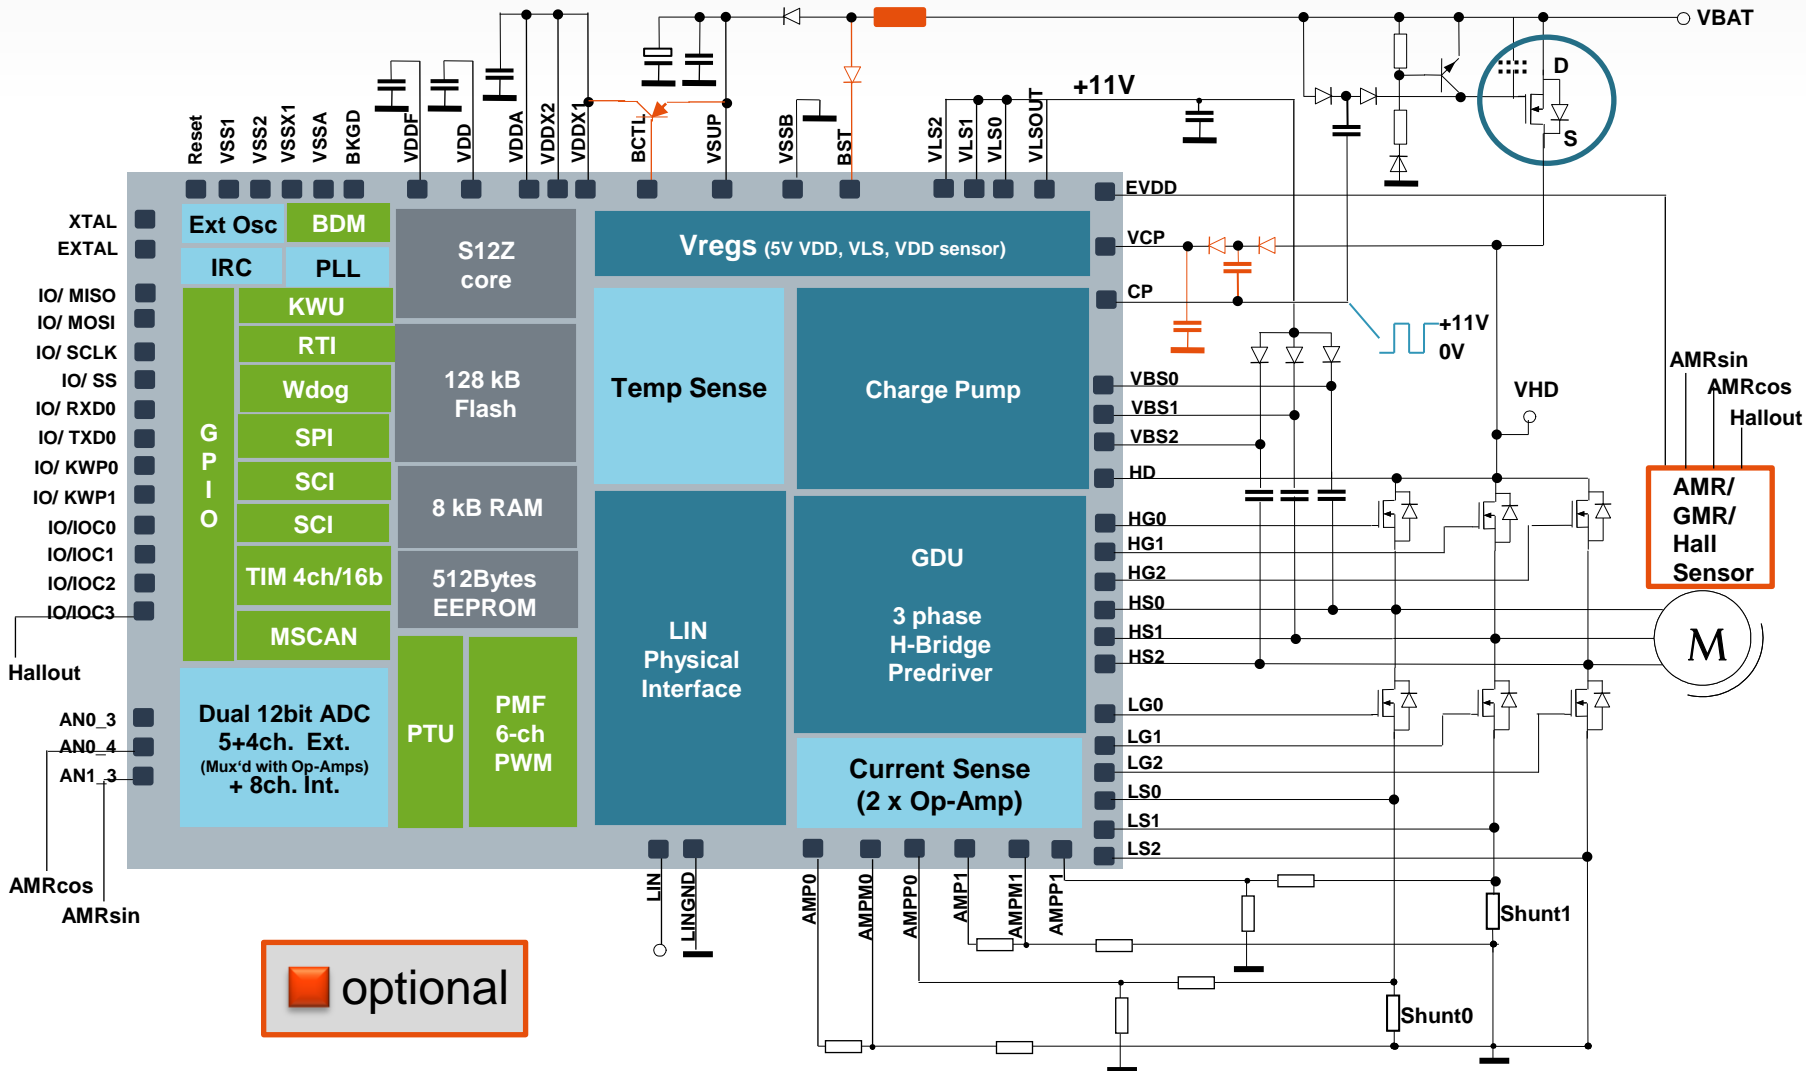 VBAT
D
S
+11V
Reset
VSS1
VSS2
VSSX1
VSSA
BKGD
VDDF
VDD
VDDA
VDDX2
VDDX1
BCTL
VSUP
VSSB
BST
VLS2
VLS1
VLS0
VLSOUT
XTAL
EXTAL
IO/ MISO
IO/ MOSI
IO/ SCLK
IO/ SS
IO/ RXD0
IO/ TXD0
IO/ KWP0
IO/ KWP1
IO/IOC0
IO/IOC1
IO/IOC2
IO/IOC3
Hallout
AN0_3
AN0_4
AN1_3
AMRcos
AMRsin
Ext Osc
BDM
IRC
PLL
GPIO
KWU
RTI
Wdog
SPI
SCI
SCI
TIM 4ch/16b
MSCAN
Dual 12bit ADC
5+4ch. Ext.
(Mux‘d with Op-Amps)
+ 8ch. Int.
S12Z
core
128 kB
Flash
8 kB RAM
512Bytes
EEPROM
PTU
PMF
6-ch
PWM
Vregs (5V VDD, VLS, VDD sensor)
Temp Sense
Charge Pump
LIN
Physical
Interface
GDU
3 phase
H-Bridge
Predriver
Current Sense
(2 x Op-Amp)
EVDD
VCP
CP
VBS0
VBS1
VBS2
HD
HG0
HG1
HG2
HS0
HS1
HS2
LG0
LG1
LG2
LS0
LS1
LS2
+11V
0V
VHD
AMRsin
AMRcos
Hallout
AMR/
GMR/
Hall
Sensor
M
LIN
LINGND
AMP0
AMPM0
AMPP0
AMP1
AMPM1
AMPP1
Shunt1
Shunt0
optional